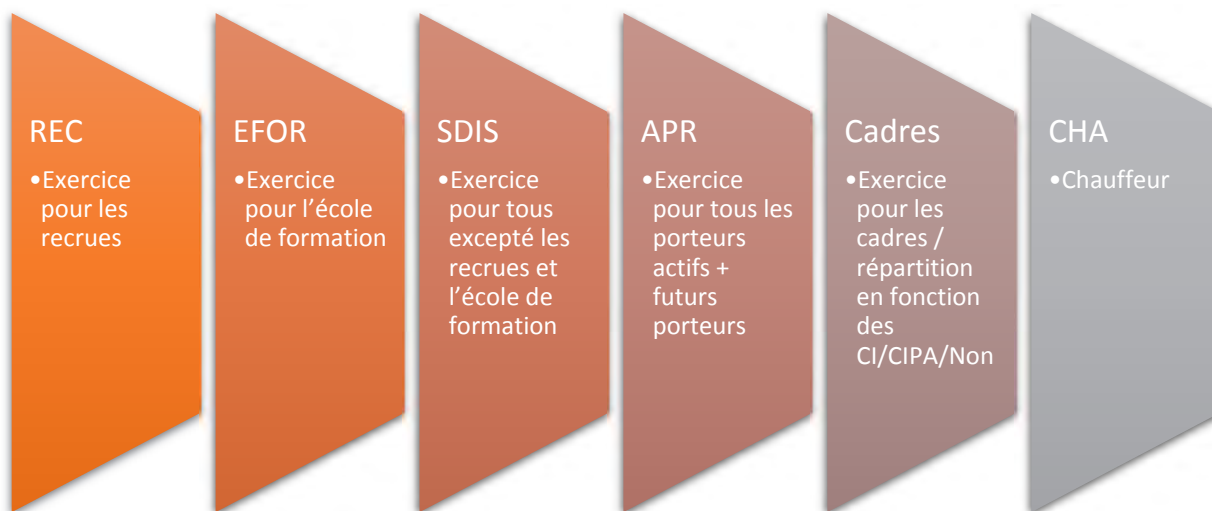 REC
•Exercice
pour les
recrues
EFOR
•Exercice
pour l’école
de formation
SDIS
•Exercice
pour tous
excepté les
recrues et
l’école de
formation
APR
•Exercice
pour tous les
porteurs
actifs +
futurs
porteurs
Cadres
•Exercice
pour les
cadres /
répartition
en fonction
des
CI/CIPA/Non
CHA
•Chauffeur